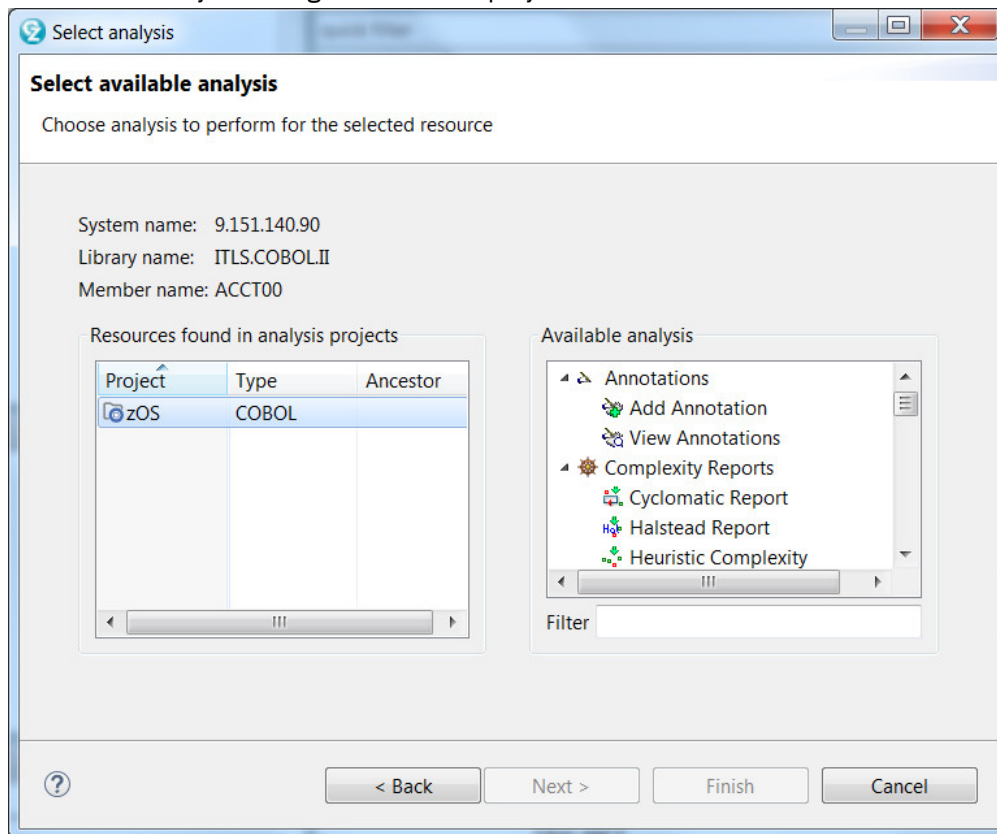 Select analysis
Select available analysis
Choose analysis to perform for the selected resource
System name: 9.151.140.90
Library name: ITLS.COBOL.II
Member name: ACCT00
Resources found in analysis projects
Project Type Ancestor
zOS COBOL
Available analysis
Annotations
Add Annotation
View Annotations
Complexity Reports
Cyclomatic Report
Halstead Report
Heuristic Complexity
Filter
< Back Next > Finish Cancel